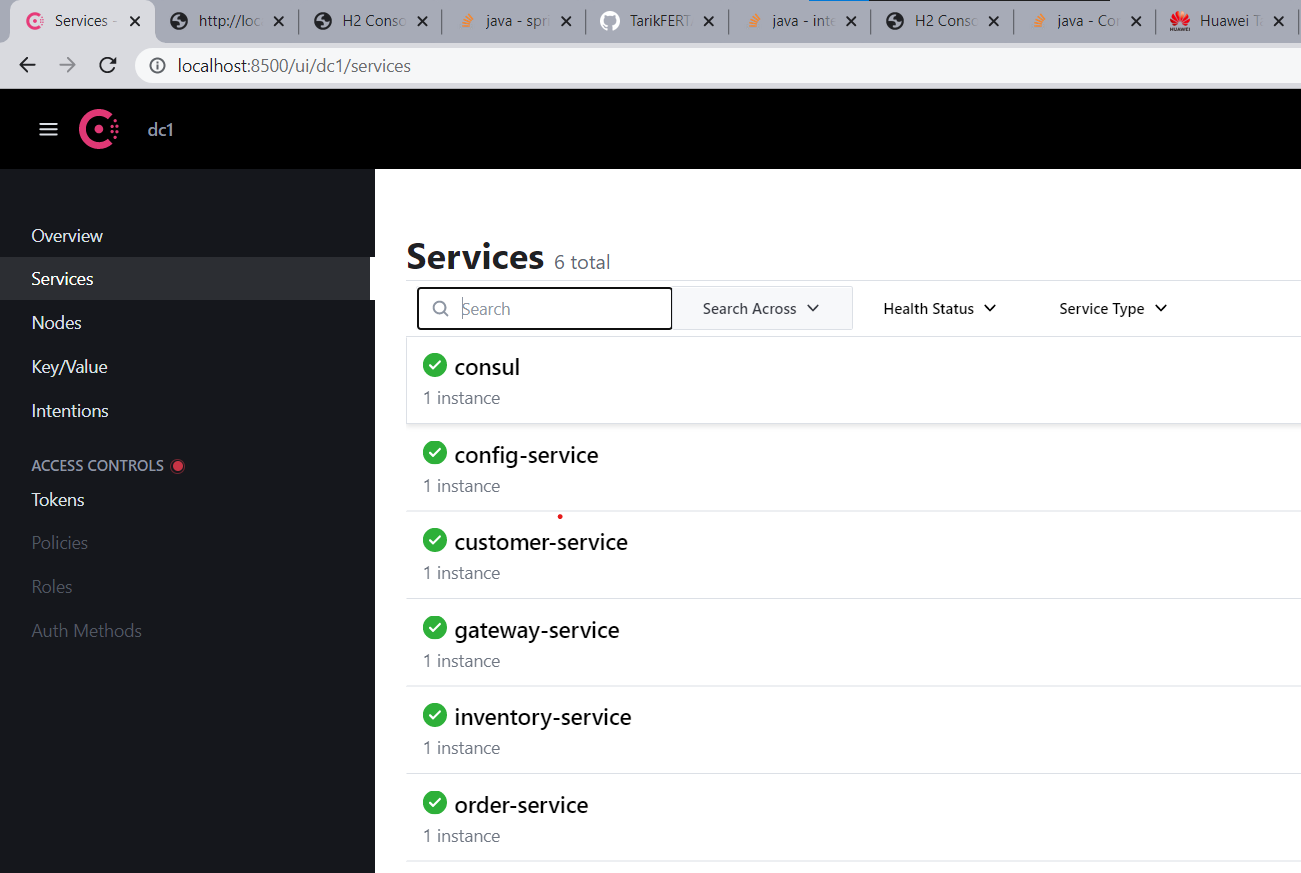 Services - http://loc H2 Conso java - spri TarikFERT java - inte H2 Conso java - Co Huawei T
localhost:8500/ui/dc1/services
dc1
Overview
Services
Nodes
Key/Value
Intentions
ACCESS CONTROLS
Tokens
Policies
Roles
Auth Methods
Services 6 total
Search Search Across Health Status Service Type
consul
1 instance
config-service
1 instance
customer-service
1 instance
gateway-service
1 instance
inventory-service
1 instance
order-service
1 instance